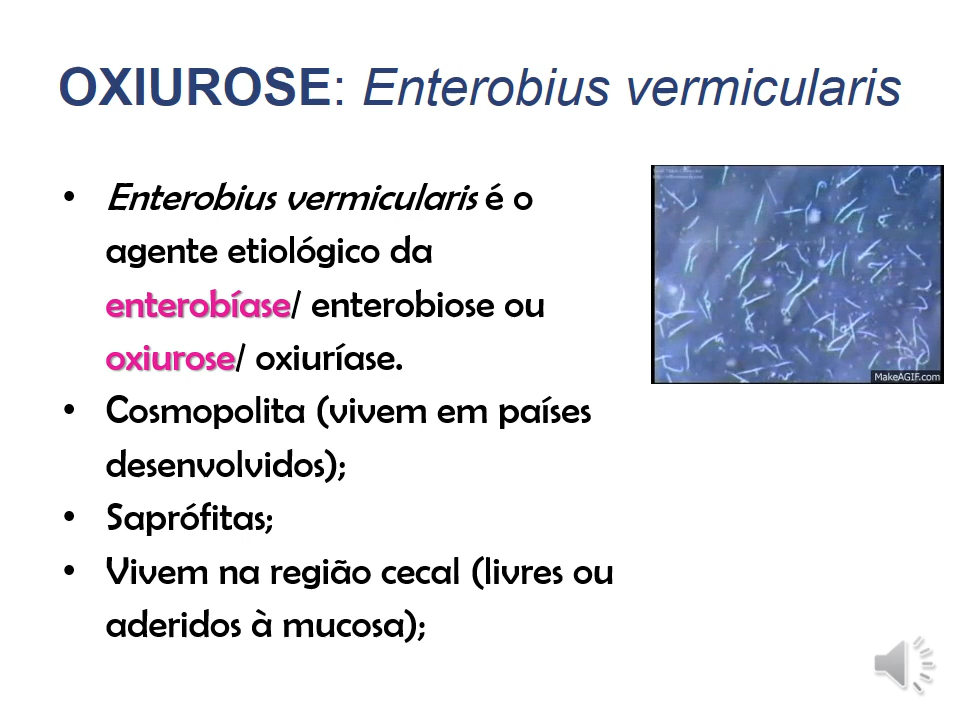 OXIUROSE: Enterobius vermicularis
• Enterobius vermicularis é o
agente etiológico da
enterobíase/ enterobiose ou
oxiurose/ oxiuríase.
• Cosmopolita (vivem em países
desenvolvidos);
• Saprófitas;
• Vivem na região cecal (livres ou
aderidos à mucosa);
MakeAGIF.com